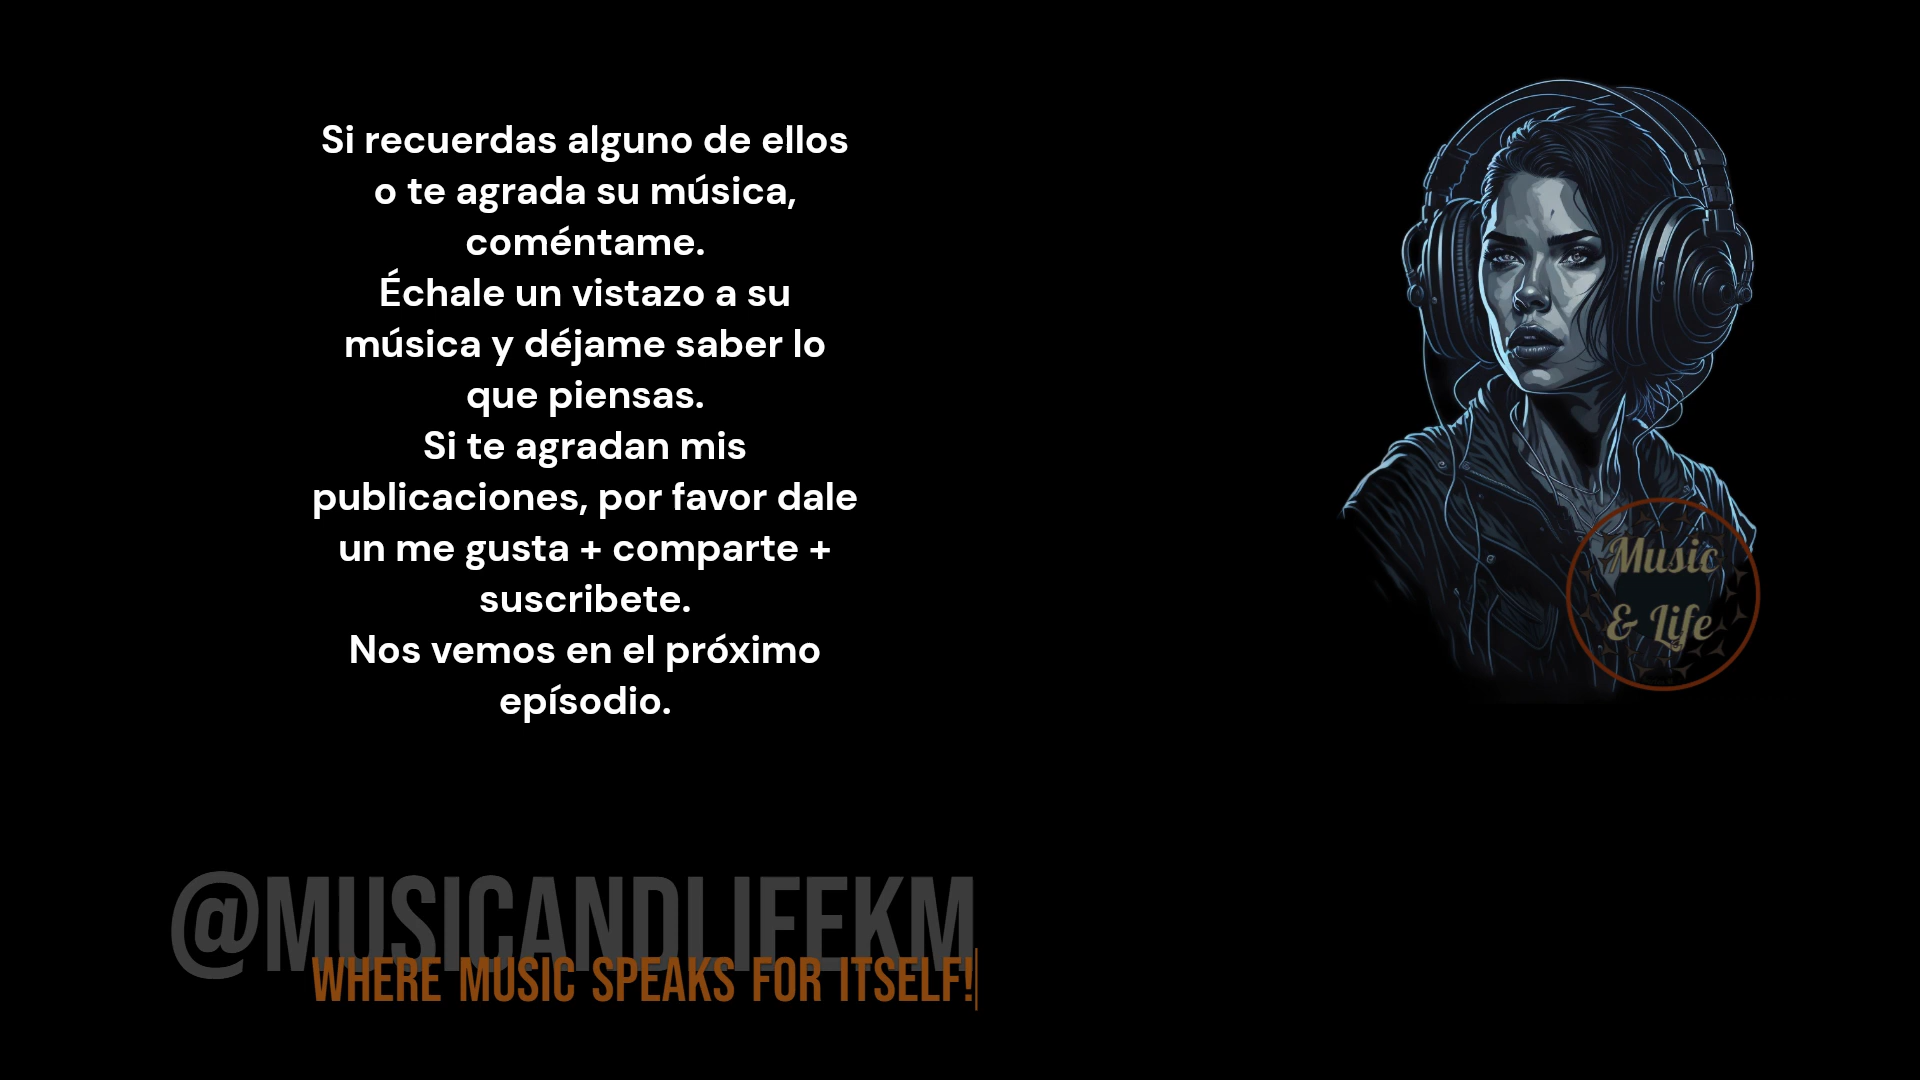 Si recuerdas alguno de ellos
o te agrada su música,
coméntame.
Échale un vistazo a su
música y déjame saber lo
que piensas.
Si te agradan mis
publicaciones, por favor dale
un me gusta + comparte +
suscribete.
Nos vemos en el próximo
epísodio.
Music
& Life
@MUSICANDLIFEKM
WHERE MUSIC SPEAKS FOR ITSELF!